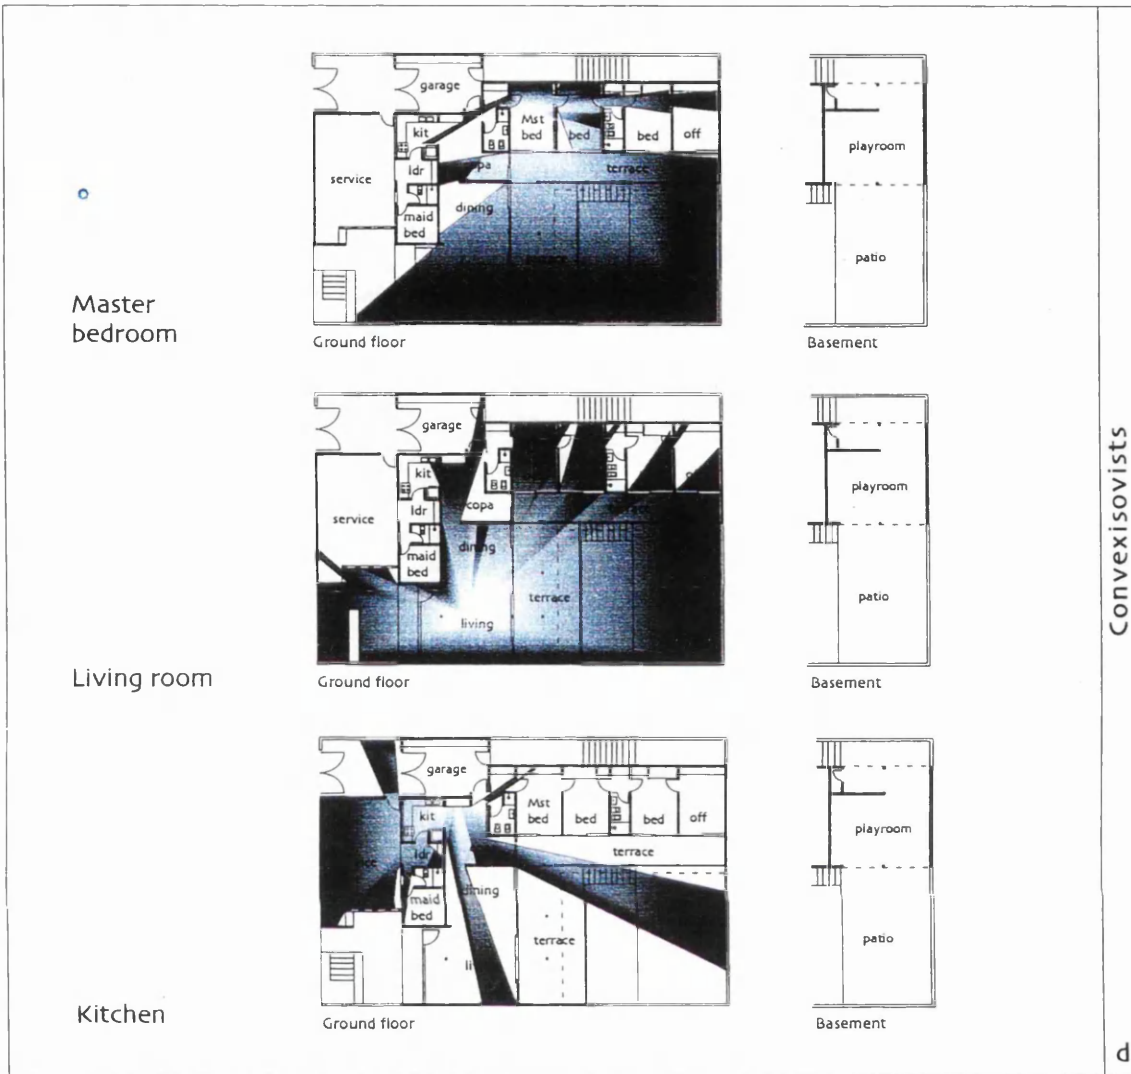 garage
kit
Mst
bed
bed
bed
off
playroom
ldr
terrace
service
dining
maid
bed
patio
Master
bedroom
Ground floor
Basement
garage
kit
copa
playroom
ldr
service
dining
maid
bed
terrace
patio
living
Living room
Ground floor
Basement
garage
kit
Mst
bed
bed
bed
off
playroom
ldr
terrace
dining
maid
bed
terrace
patio
Kitchen
Ground floor
Basement
Convexisovists
d